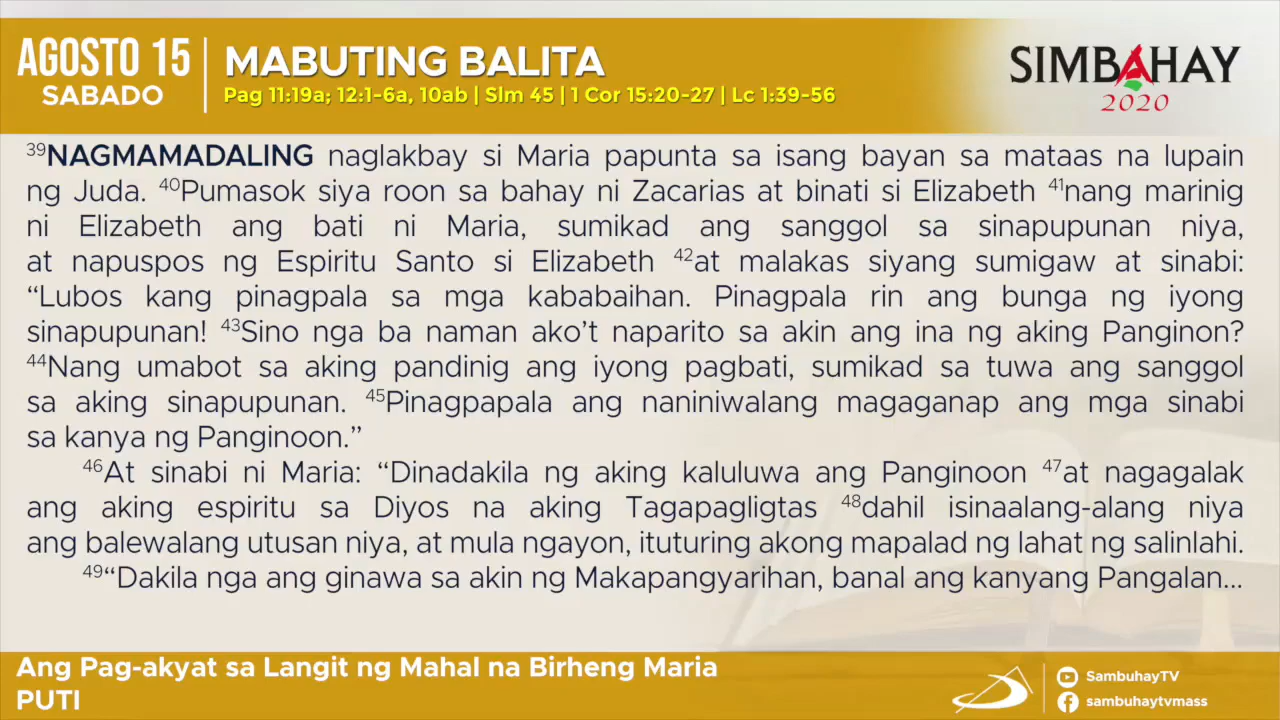 AGOSTO 15
SABADO
MABUTING BALITA
Pag 11:19a; 12:1-6a, 10ab | Slm 45 | 1 Cor 15:20-27 | Lc 1:39-56
SIMBAHAY
2020
39NAGMAMADALING naglakbay si Maria papunta sa isang bayan sa mataas na lupain
ng Juda. 40Pumasok siya roon sa bahay ni Zacarias at binati si Elizabeth 41nang marinig
ni Elizabeth ang bati ni Maria, sumikad ang sanggol sa sinapupunan niya,
at napuspos ng Espiritu Santo si Elizabeth 42at malakas siyang sumigaw at sinabi:
“Lubos kang pinagpala sa mga kababaihan. Pinagpala rin ang bunga ng iyong
sinapupunan! 43Sino nga ba naman ako’t naparito sa akin ang ina ng aking Panginon?
44Nang umabot sa aking pandinig ang iyong pagbati, sumikad sa tuwa ang sanggol
sa aking sinapupunan. 45Pinagpapala ang naniniwalang magaganap ang mga sinabi
sa kanya ng Panginoon.”
46At sinabi ni Maria: “Dinadakila ng aking kaluluwa ang Panginoon 47at nagagalak
ang aking espiritu sa Diyos na aking Tagapagligtas 48dahil isinaalang-alang niya
ang balewalang utusan niya, at mula ngayon, ituturing akong mapalad ng lahat ng salinlahi.
49“Dakila nga ang ginawa sa akin ng Makapangyarihan, banal ang kanyang Pangalan...
Ang Pag-akyat sa Langit ng Mahal na Birheng Maria
PUTI
SambuhayTV
sambuhaytvmass